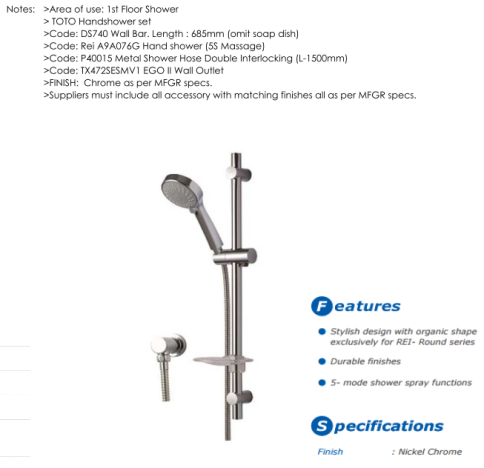 Notes: >Area of use: 1st Floor Shower
> TOTO Handshower set
>Code: DS740 Wall Bar. Length : 685mm (omit soap dish)
>Code: Rei A9A076G Hand shower (5S Massage)
>Code: P40015 Metal Shower Hose Double Interlocking (L-1500mm)
>Code: TX472SESMV1 EGO II Wall Outlet
>FINISH: Chrome as per MFGR specs.
>Suppliers must include all accessory with matching finishes all as per MFGR specs.
Features
Stylish design with organic shape
exclusively for REI- Round series
Durable finishes
5- mode shower spray functions
Specifications
Finish : Nickel Chrome